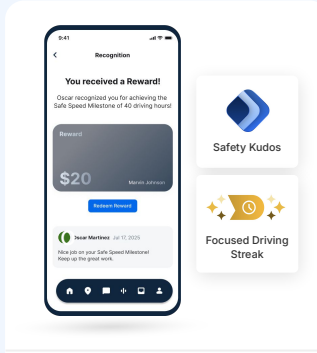 9:41
Recognition
You received a Reward!
Oscar recognized you for achieving the
Safe Speed Milestone of 40 driving hours!
Reward
$20
Marvin Johnson
Redeem Reward
Oscar Martinez Jul 17, 2025
Nice job on your Safe Speed Milestone!
Keep up the great work.
Safety Kudos
Focused Driving
Streak